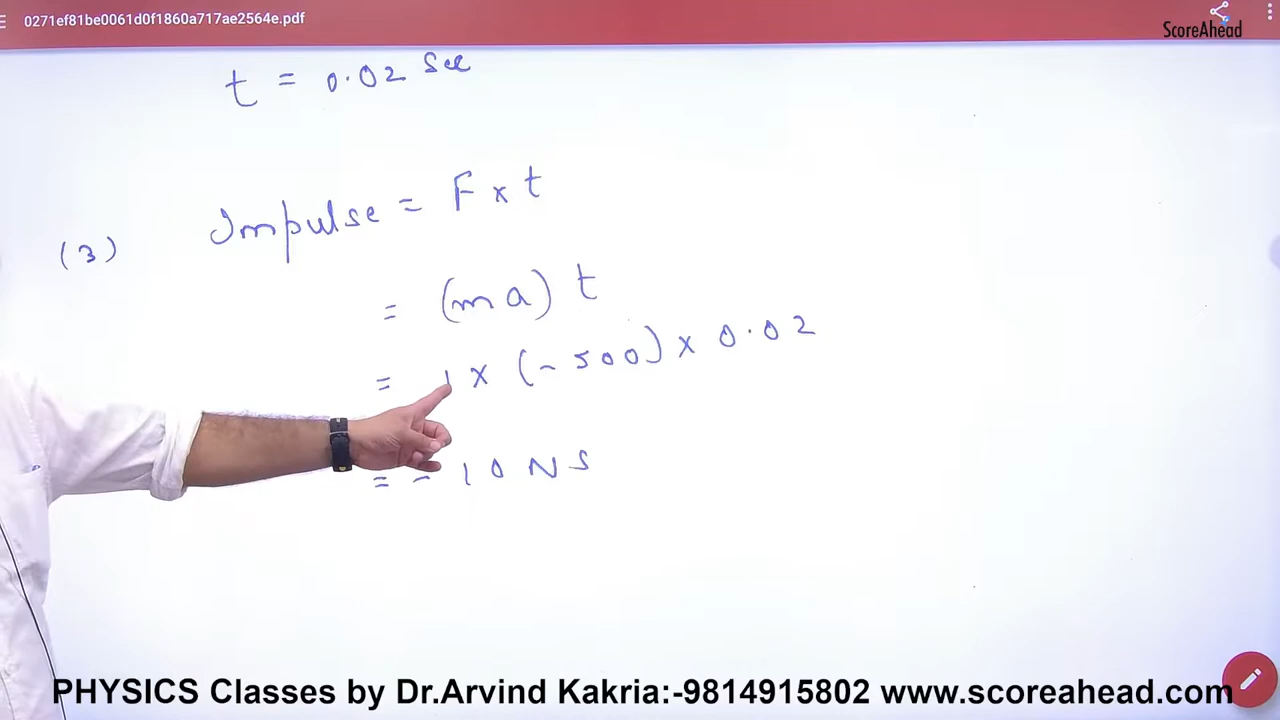 0271ef81be0061d0f1860a717ae2564e.pdf
ScoreAhead
t = 0.02 Sec
(3) Impulse = F × t
= (ma) t
= 1 × (- 500) × 0.02
= - 10 NS
PHYSICS Classes by Dr.Arvind Kakria:-9814915802 www.scoreahead.com